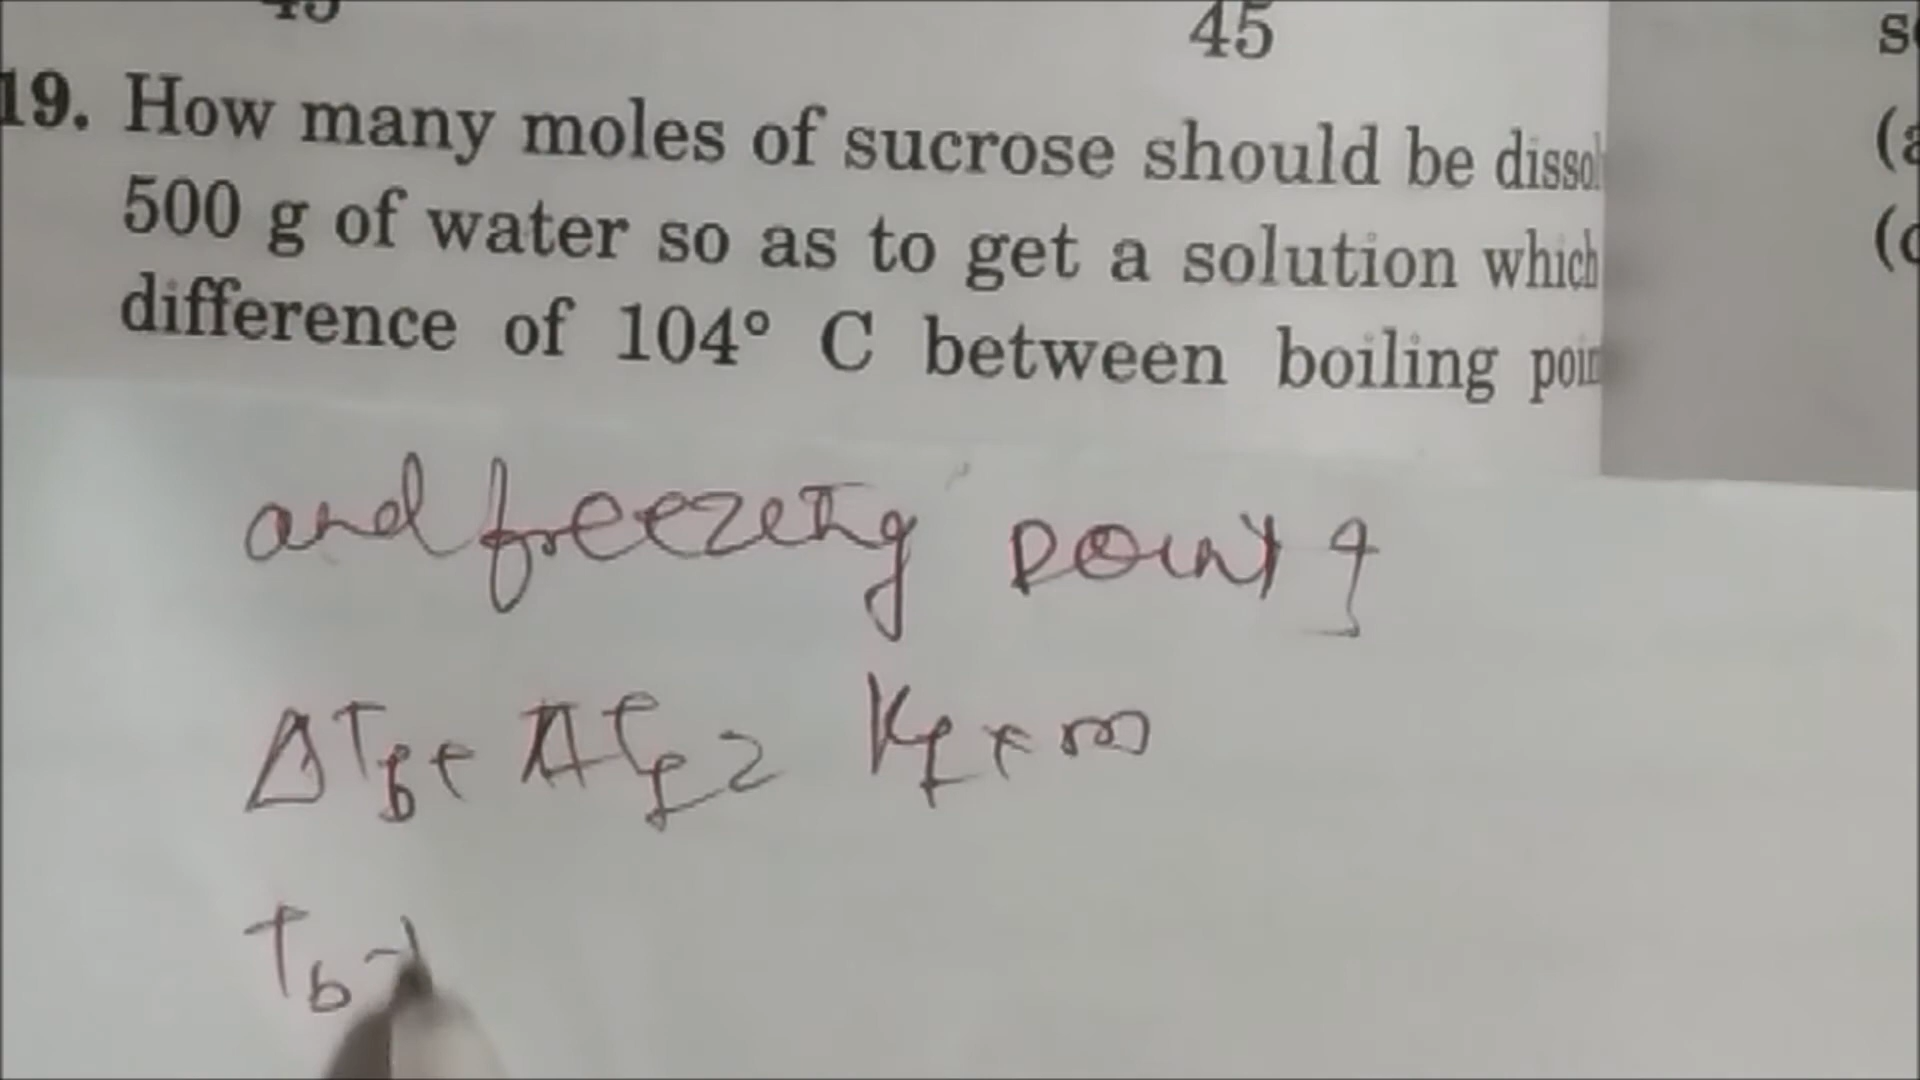 45
19. How many moles of sucrose should be dissol
500 g of water so as to get a solution which
difference of 104° C between boiling poin
and freezing point ?
ΔTb + ΔTf = Kf × m
Tb -
(a
(c